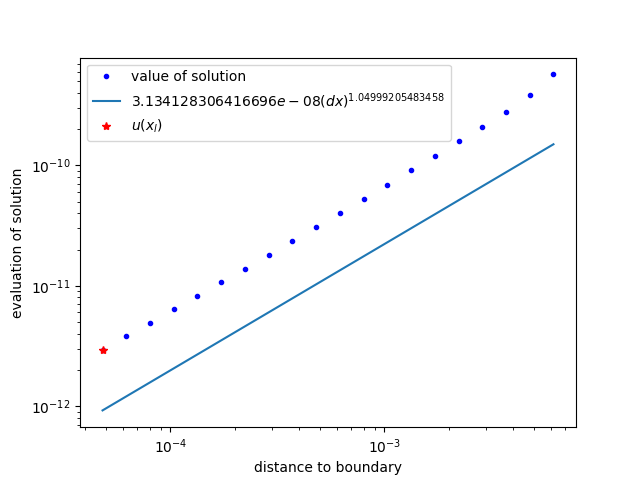 value of solution
3.134128306416696e − 08(dx)^1.04999205483458
u(x_l)
10^−10
10^−11
10^−12
evaluation of solution
10^−4 10^−3
distance to boundary